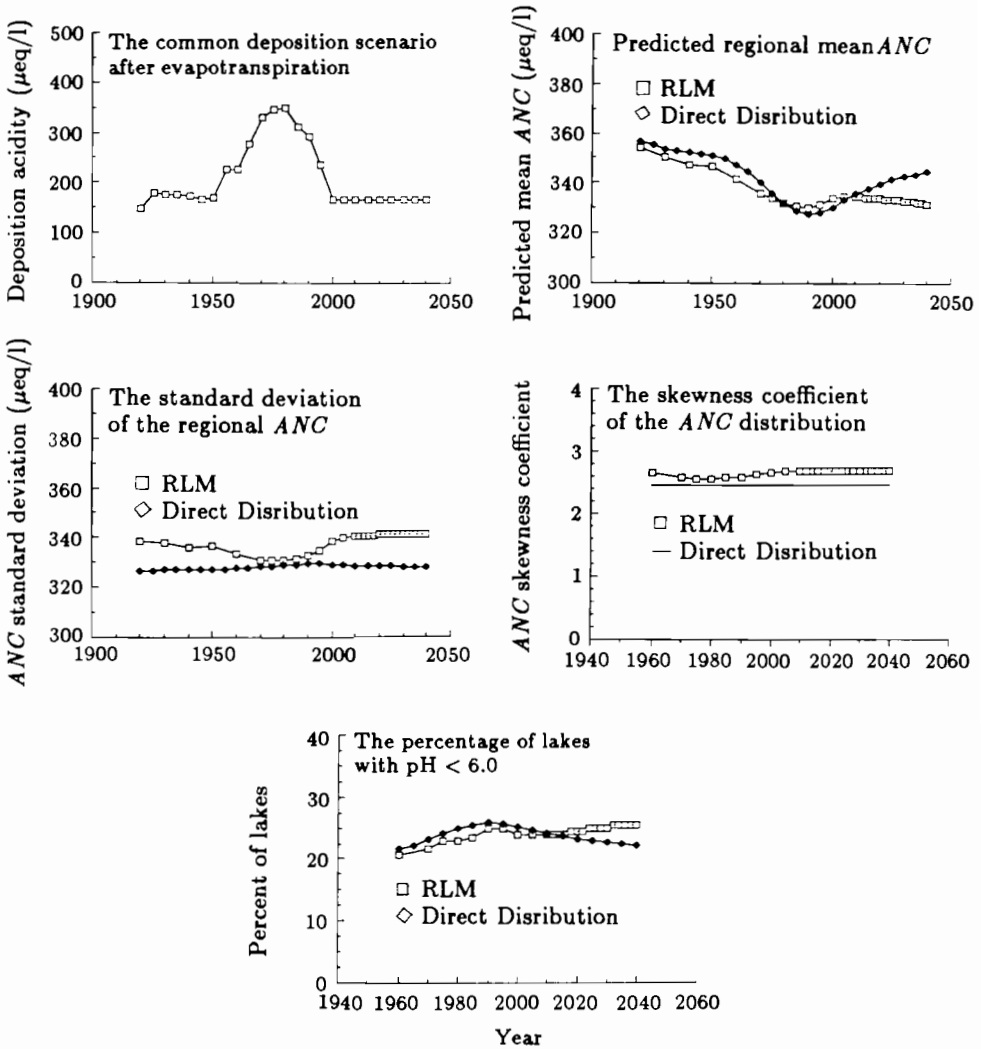 Deposition acidity (μeq/l)
500
400
300
200
100
0
The common deposition scenario
after evapotranspiration
1900
1950
2000
2050
Predicted mean ANC (μeq/l)
400
380
360
340
320
300
Predicted regional mean ANC
RLM
Direct Disribution
1900
1950
2000
2050
ANC standard deviation (μeq/l)
400
380
360
340
320
300
The standard deviation
of the regional ANC
RLM
Direct Disribution
1900
1950
2000
2050
ANC skewness coefficient
4
3
2
1
0
The skewness coefficient
of the ANC distribution
RLM
Direct Disribution
1940
1960
1980
2000
2020
2040
2060
Percent of lakes
40
30
20
10
0
The percentage of lakes
with pH < 6.0
RLM
Direct Disribution
1940
1960
1980
2000
2020
2040
2060
Year